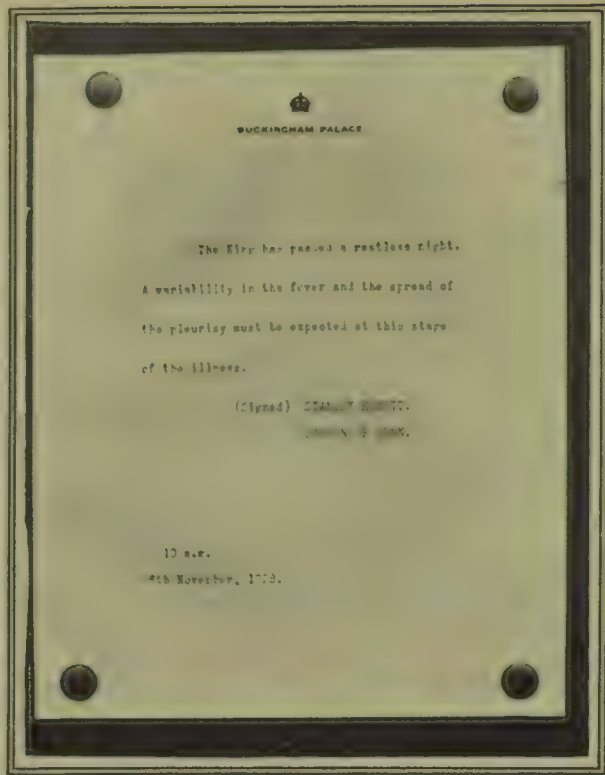 BUCKINGHAM PALACE
The King has passed a restless night.
A variability in the fever and the spread of
the pleurisy must be expected at this stage
of the illness.
(Signed)
10 a.m.
November,